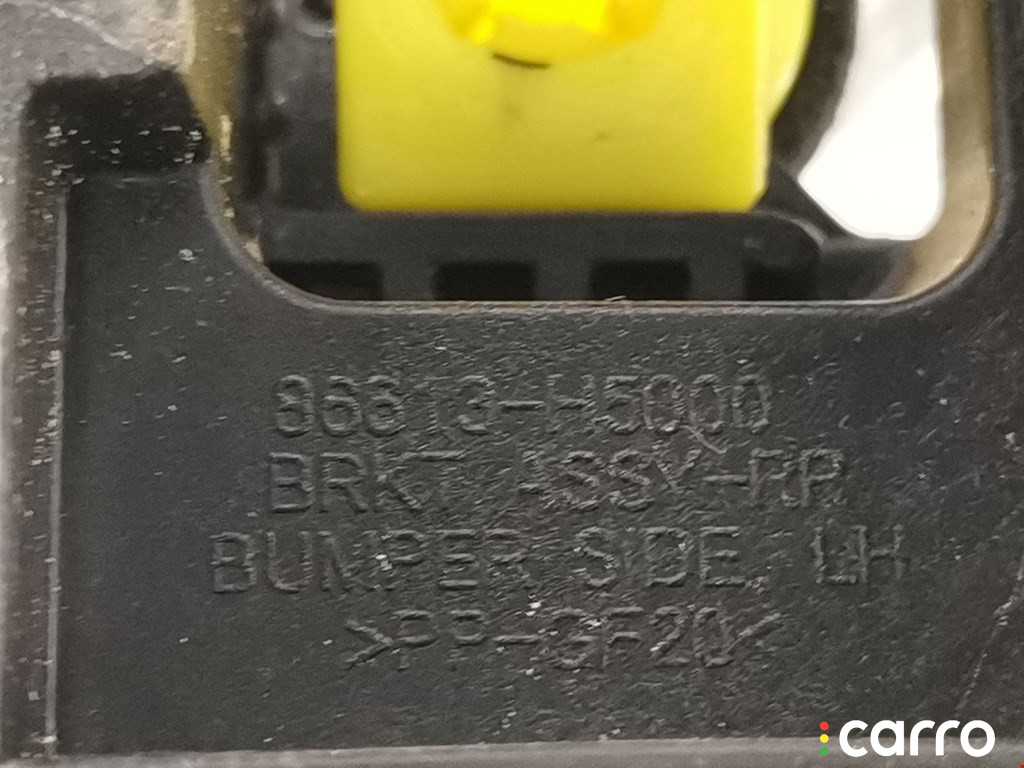 86613-H5000
BRKT ASSY-RR
BUMPER SIDE, LH
>PP-GF20<
carro